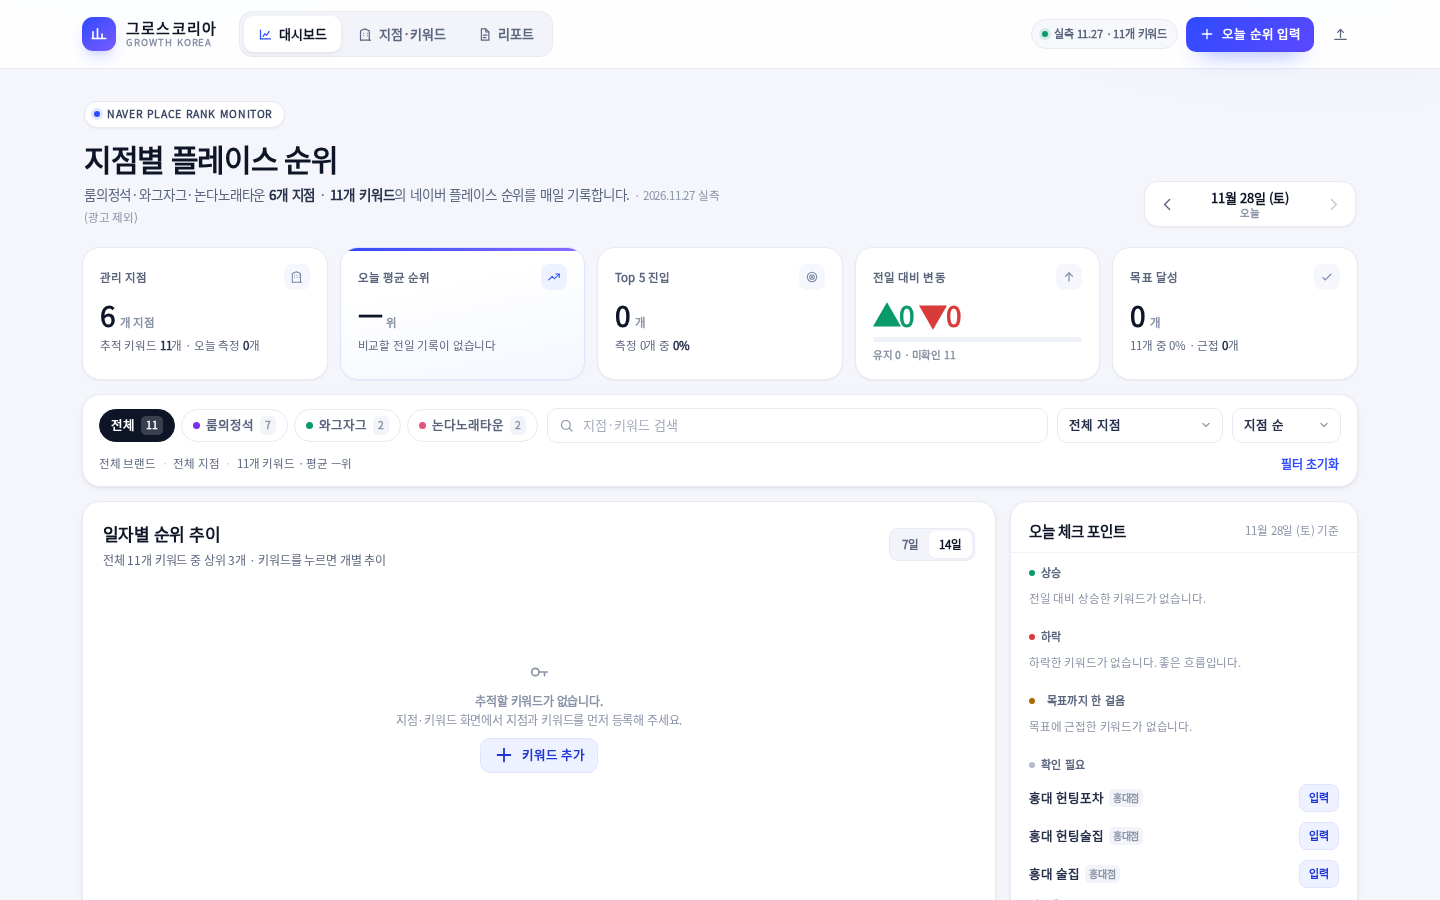 그로스코리아
GROWTH KOREA
대시보드
지점·키워드
리포트
실측 11.27 · 11개 키워드
오늘 순위 입력
NAVER PLACE RANK MONITOR
지점별 플레이스 순위
룸의정석·와그자그·논다노래타운 6개 지점 · 11개 키워드의 네이버 플레이스 순위를 매일 기록합니다. · 2026.11.27 실측
(광고 제외)
11월 28일 (토)
오늘
관리 지점
6 개 지점
추적 키워드 11개 · 오늘 측정 0개
오늘 평균 순위
— 위
비교할 전일 기록이 없습니다
Top 5 진입
0 개
측정 0개 중 0%
전일 대비 변동
▲0 ▼0
유지 0 · 미확인 11
목표 달성
0 개
11개 중 0% · 근접 0개
전체 11
룸의정석 7
와그자그 2
논다노래타운 2
지점·키워드 검색
전체 지점
지점 순
전체 브랜드 · 전체 지점 · 11개 키워드 · 평균 —위
필터 초기화
일자별 순위 추이
전체 11개 키워드 중 상위 3개 · 키워드를 누르면 개별 추이
7일
14일
추적할 키워드가 없습니다.
지점·키워드 화면에서 지점과 키워드를 먼저 등록해 주세요.
키워드 추가
오늘 체크 포인트
11월 28일 (토) 기준
상승
전일 대비 상승한 키워드가 없습니다.
하락
하락한 키워드가 없습니다. 좋은 흐름입니다.
목표까지 한 걸음
목표에 근접한 키워드가 없습니다.
확인 필요
홍대 헌팅포차 홍대점 입력
홍대 헌팅술집 홍대점 입력
홍대 술집 홍대점 입력